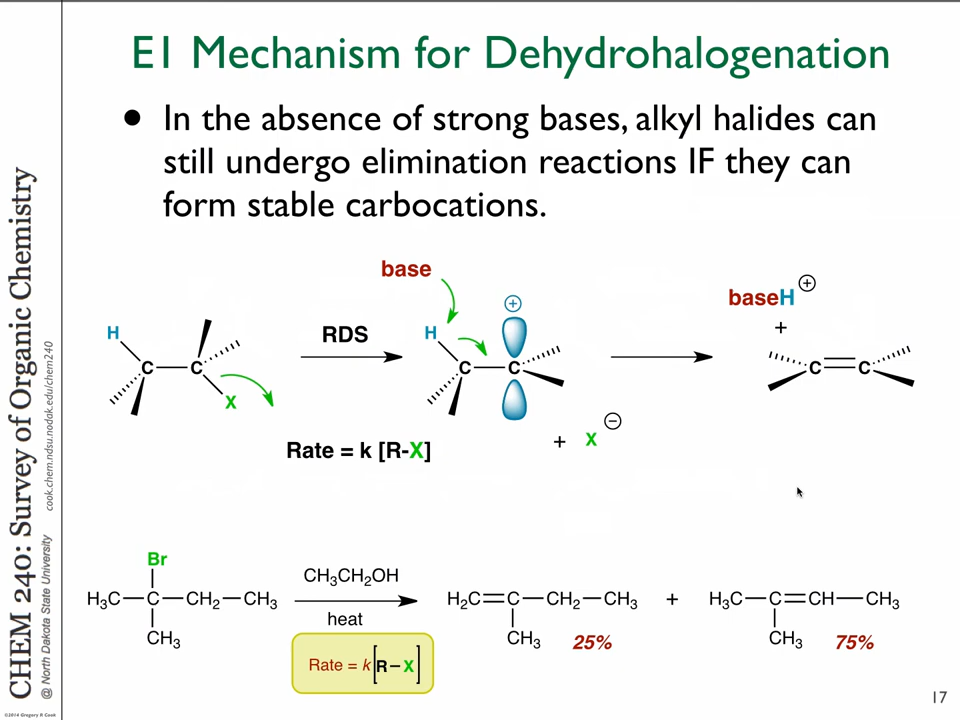 E1 Mechanism for Dehydrohalogenation
• In the absence of strong bases, alkyl halides can
still undergo elimination reactions IF they can
form stable carbocations.
CHEM 240: Survey of Organic Chemistry
cook.chem.ndsu.nodak.edu/chem240
@ North Dakota State University
©2014 Gregory R Cook
base
H
C
C
X
RDS
H
C
C
+
+ X −
baseH +
+
C
C
Rate = k [R-X]
Br
H₃C—C—CH₂—CH₃
CH₃
CH₃CH₂OH
heat
Rate = k[R–X]
H₂C=C—CH₂—CH₃
CH₃
25%
+
H₃C—C=CH—CH₃
CH₃
75%
17